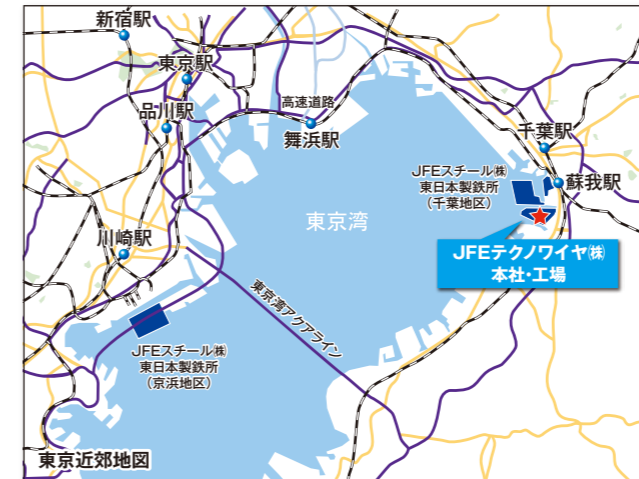 新宿駅
東京駅
品川駅
高速道路
舞浜駅
千葉駅
JFEスチール㈱
東日本製鉄所
(千葉地区)
蘇我駅
東京湾
JFEテクノワイヤ㈱
本社・工場
川崎駅
東京湾アクアライン
JFEスチール㈱
東日本製鉄所
(京浜地区)
東京近郊地図